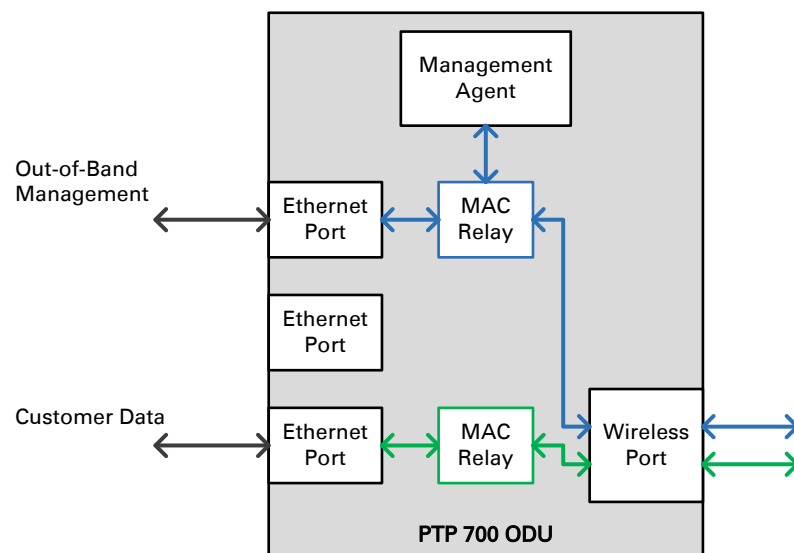 Management
Agent
Out-of-Band
Management
Ethernet
Port
MAC
Relay
Ethernet
Port
Customer Data
Ethernet
Port
MAC
Relay
Wireless
Port
PTP 700 ODU